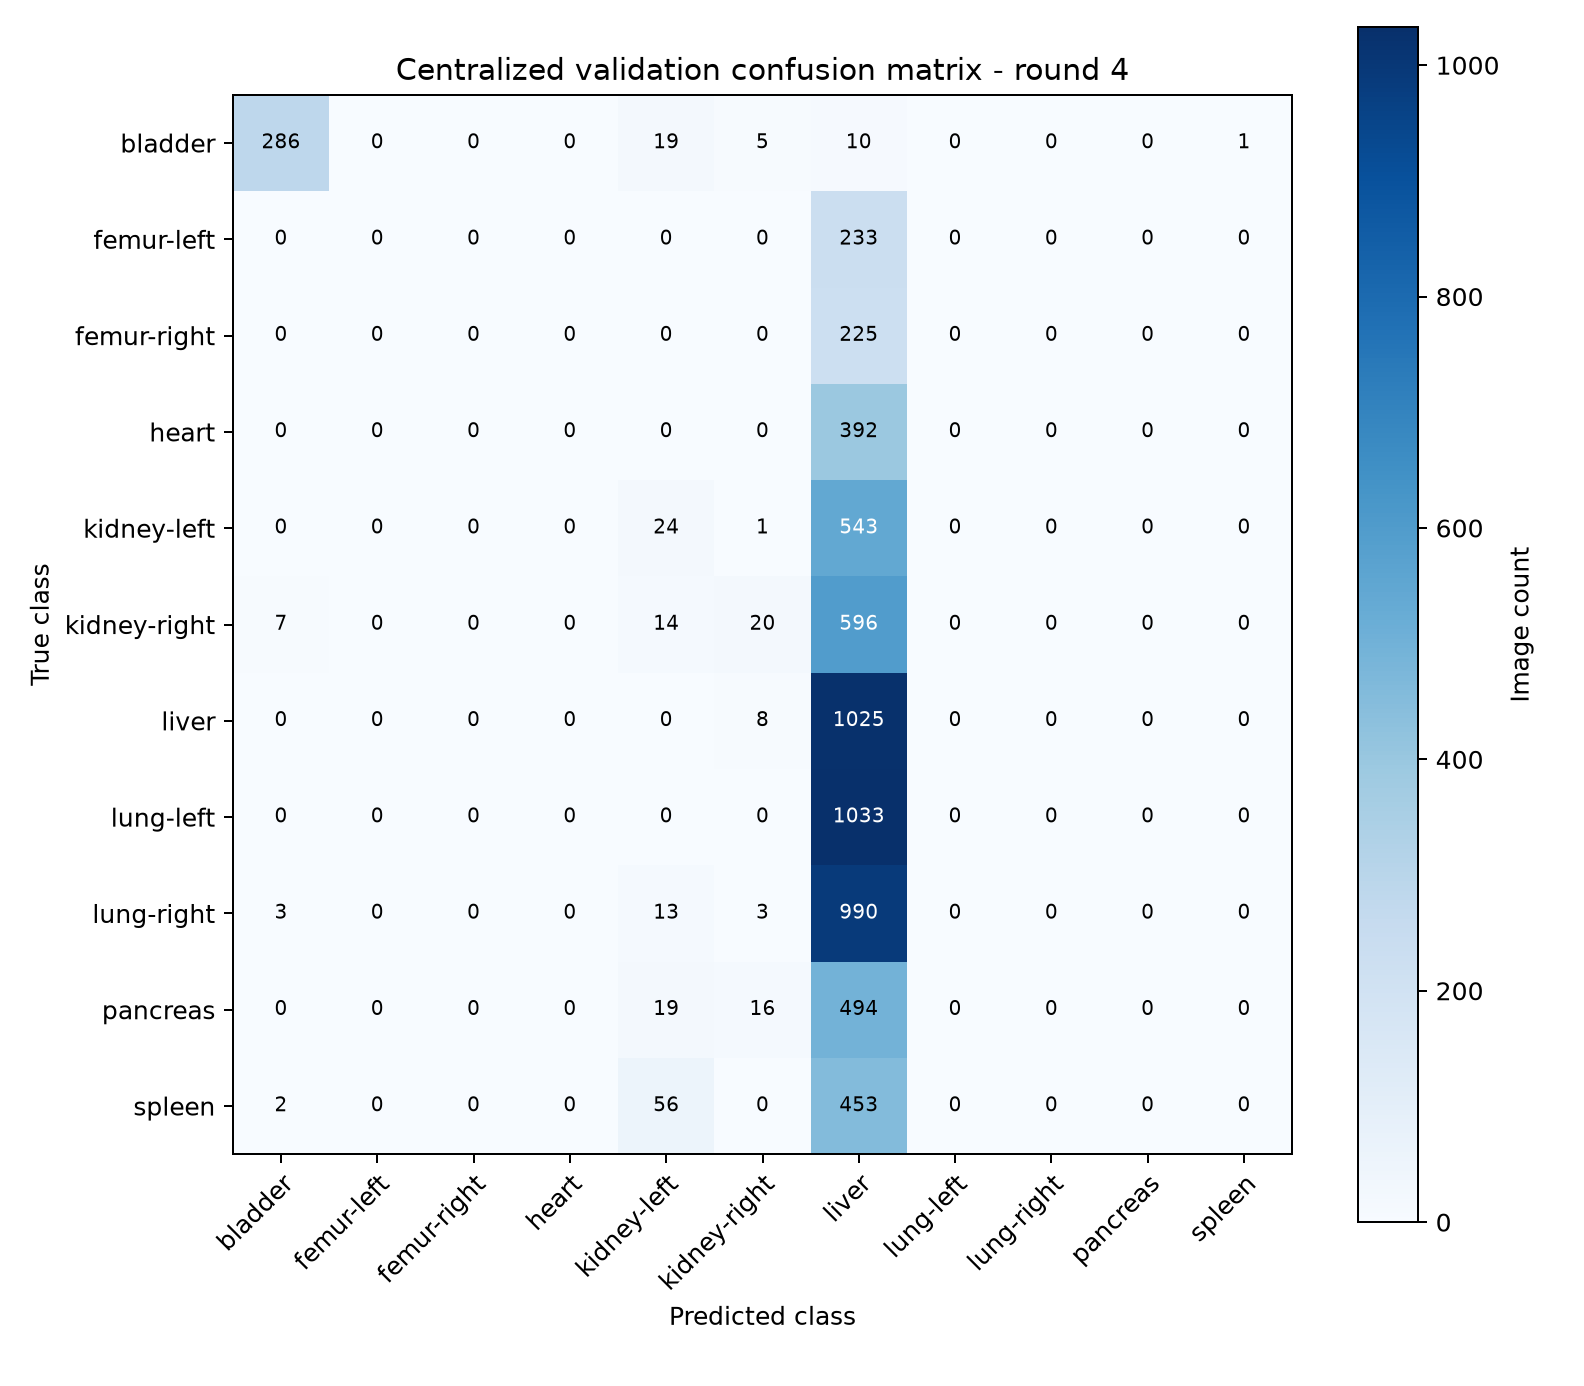 Centralized validation confusion matrix - round 4
bladder 286 0 0 0 19 5 10 0 0 0 1
femur-left 0 0 0 0 0 0 233 0 0 0 0
femur-right 0 0 0 0 0 0 225 0 0 0 0
heart 0 0 0 0 0 0 392 0 0 0 0
kidney-left 0 0 0 0 24 1 543 0 0 0 0
kidney-right 7 0 0 0 14 20 596 0 0 0 0
liver 0 0 0 0 0 8 1025 0 0 0 0
lung-left 0 0 0 0 0 0 1033 0 0 0 0
lung-right 3 0 0 0 13 3 990 0 0 0 0
pancreas 0 0 0 0 19 16 494 0 0 0 0
spleen 2 0 0 0 56 0 453 0 0 0 0
bladder femur-left femur-right heart kidney-left kidney-right liver lung-left lung-right pancreas spleen
Predicted class
True class
1000
800
600
400
200
0
Image count